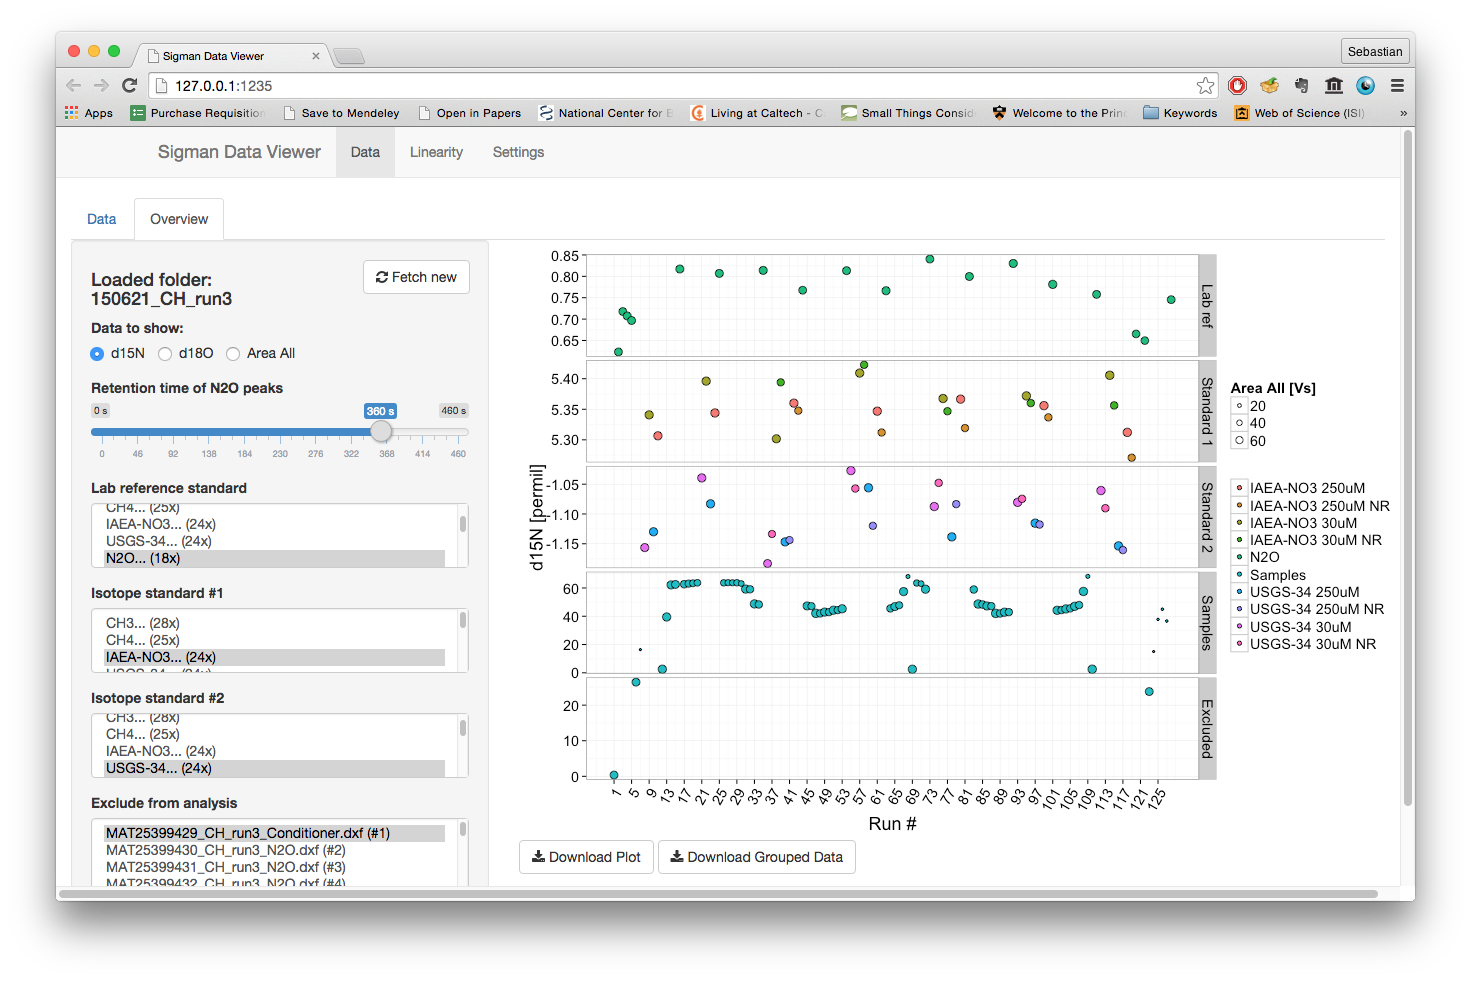 Sigman Data Viewer
Sebastian
127.0.0.1:1235
Apps Purchase Requisition Save to Mendeley Open in Papers National Center for B Living at Caltech - C Small Things Consid Welcome to the Prin Keywords Web of Science (ISI) »
Sigman Data Viewer Data Linearity Settings
Data Overview
Loaded folder:
150621_CH_run3
Fetch new
Data to show:
d15N d18O Area All
Retention time of N2O peaks
0 s 360 s 460 s
0 46 92 138 184 230 276 322 368 414 460
Lab reference standard
CH4... (25x)
IAEA-NO3... (24x)
USGS-34... (24x)
N2O... (18x)
Isotope standard #1
CH3... (28x)
CH4... (25x)
IAEA-NO3... (24x)
USGS-34... (24x)
Isotope standard #2
CH3... (28x)
CH4... (25x)
IAEA-NO3... (24x)
USGS-34... (24x)
Exclude from analysis
MAT25399429_CH_run3_Conditioner.dxf (#1)
MAT25399430_CH_run3_N2O.dxf (#2)
MAT25399431_CH_run3_N2O.dxf (#3)
MAT25399432_CH_run3_N2O.dxf (#4)
d15N [permil]
0.85
0.80
0.75
0.70
0.65
Lab ref
5.40
5.35
5.30
Standard 1
-1.05
-1.10
-1.15
Standard 2
60
40
20
0
Samples
20
10
0
Excluded
1 5 9 13 17 21 25 29 33 37 41 45 49 53 57 61 65 69 73 77 81 85 89 93 97 101 105 109 113 117 121 125
Run #
Area All [Vs]
20
40
60
IAEA-NO3 250uM
IAEA-NO3 250uM NR
IAEA-NO3 30uM
IAEA-NO3 30uM NR
N2O
Samples
USGS-34 250uM
USGS-34 250uM NR
USGS-34 30uM
USGS-34 30uM NR
Download Plot Download Grouped Data